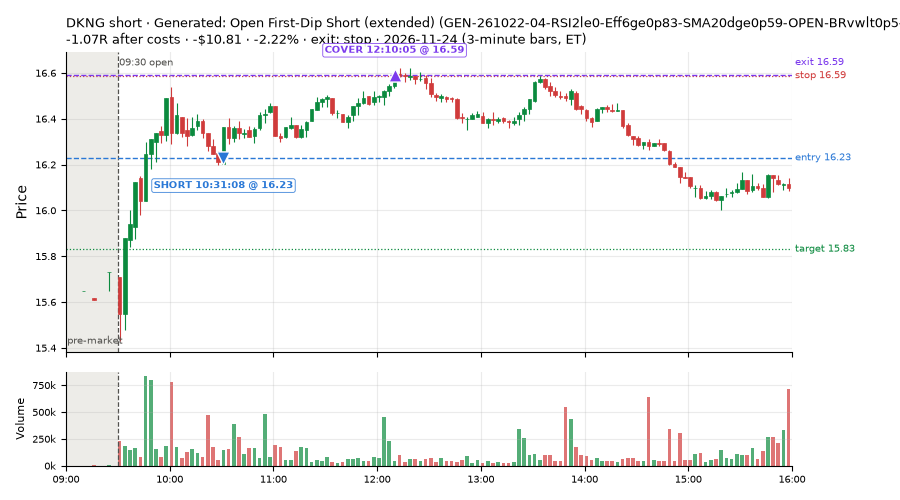 DKNG short · Generated: Open First-Dip Short (extended) (GEN-261022-04-RSI2le0-Eff6ge0p83-SMA20dge0p59-OPEN-BRvwlt0p5-
-1.07R after costs · -$10.81 · -2.22% · exit: stop · 2026-11-24 (3-minute bars, ET)
COVER 12:10:05 @ 16.59
09:30 open
exit 16.59
stop 16.59
entry 16.23
target 15.83
SHORT 10:31:08 @ 16.23
pre-market
Price
16.6
16.4
16.2
16.0
15.8
15.6
15.4
Volume
750k
500k
250k
0k
09:00
10:00
11:00
12:00
13:00
14:00
15:00
16:00